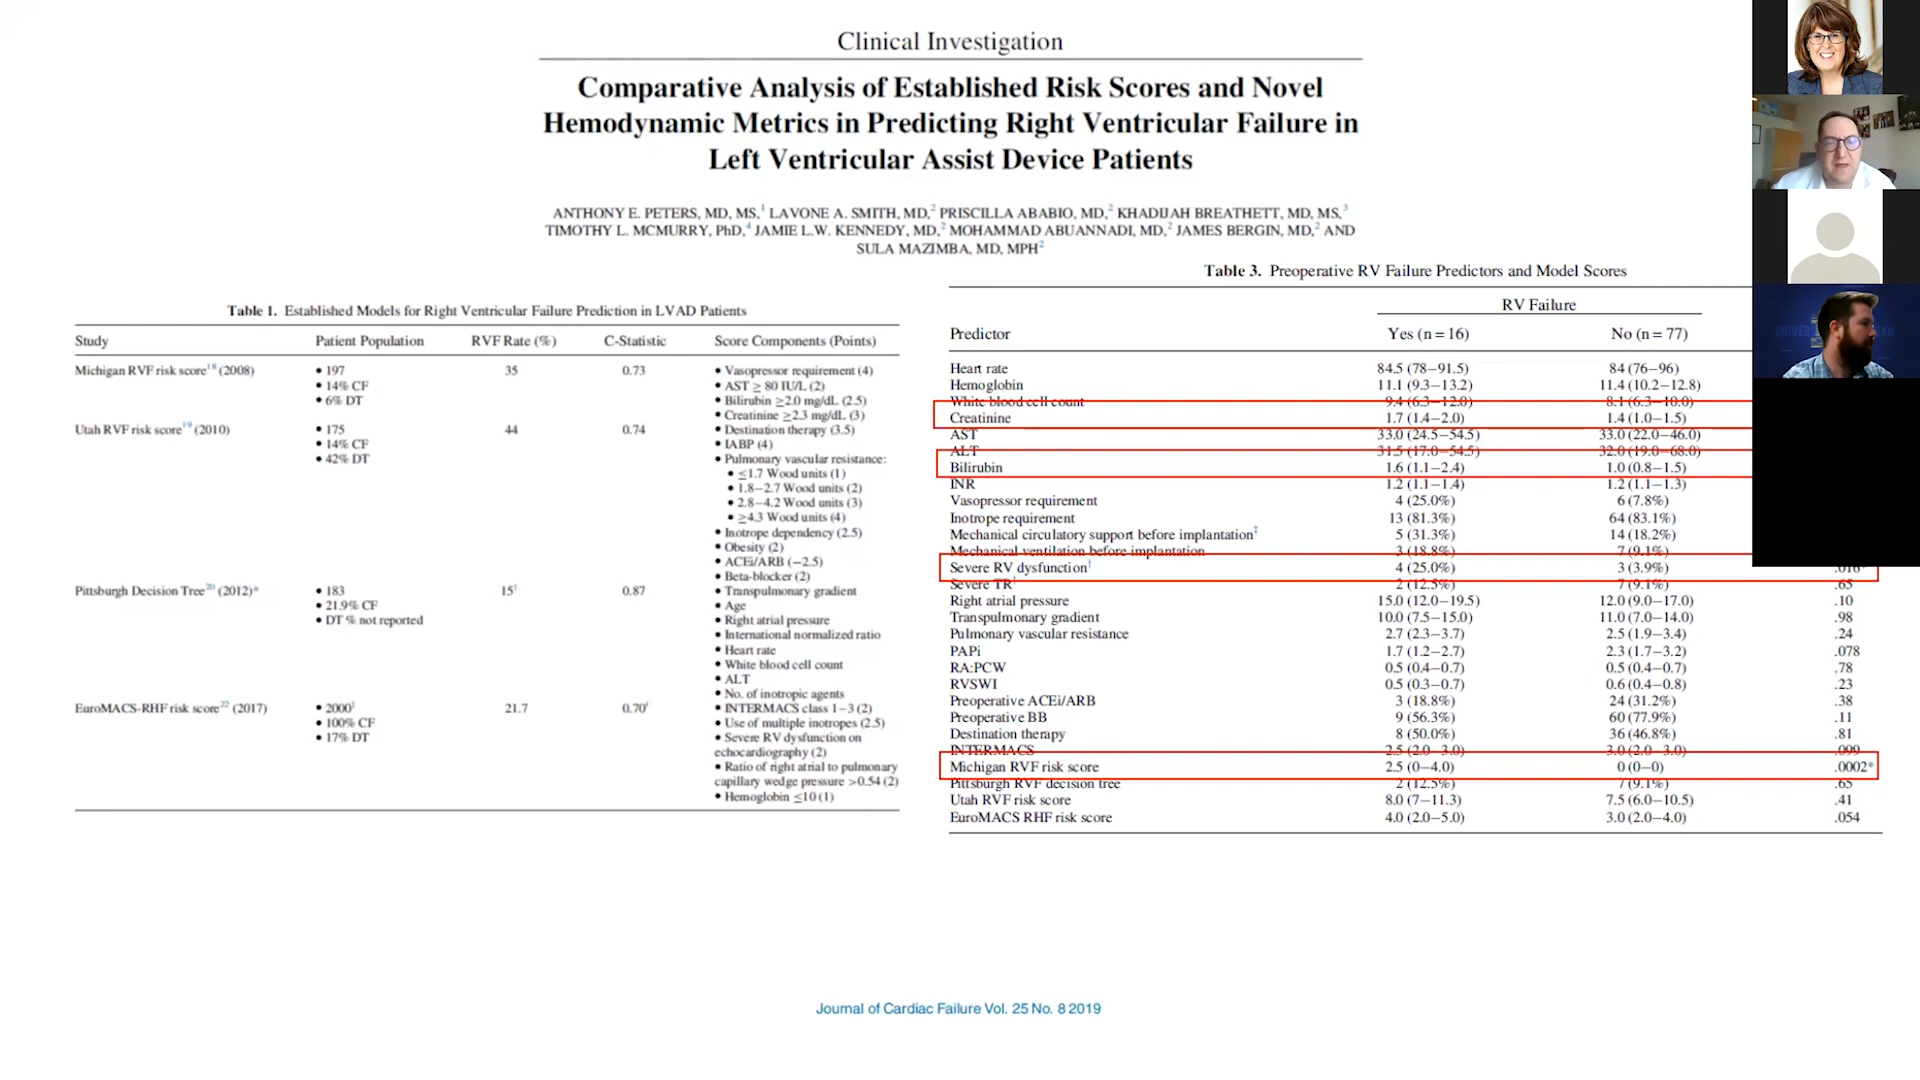 Clinical Investigation
Comparative Analysis of Established Risk Scores and Novel
Hemodynamic Metrics in Predicting Right Ventricular Failure in
Left Ventricular Assist Device Patients
ANTHONY E. PETERS, MD, MS,¹ LAVONE A. SMITH, MD,² PRISCILLA ABABIO, MD,² KHADIJAH BREATHETT, MD, MS,³
TIMOTHY L. MCMURRY, PhD,⁴ JAMIE L.W. KENNEDY, MD,² MOHAMMAD ABUANNADI, MD,² JAMES BERGIN, MD,² AND
SULA MAZIMBA, MD, MPH²
Table 1. Established Models for Right Ventricular Failure Prediction in LVAD Patients
Study Patient Population RVF Rate (%) C-Statistic Score Components (Points)
Michigan RVF risk score¹⁸ (2008) • 197 35 0.73 • Vasopressor requirement (4)
• 14% CF • AST ≥ 80 IU/L (2)
• 6% DT • Bilirubin ≥2.0 mg/dL (2.5)
• Creatinine ≥2.3 mg/dL (3)
Utah RVF risk score¹⁹ (2010) • 175 44 0.74 • Destination therapy (3.5)
• 14% CF • IABP (4)
• 42% DT • Pulmonary vascular resistance:
• ≤1.7 Wood units (1)
• 1.8–2.7 Wood units (2)
• 2.8–4.2 Wood units (3)
• ≥4.3 Wood units (4)
• Inotrope dependency (2.5)
• Obesity (2)
• ACEi/ARB (−2.5)
• Beta-blocker (2)
Pittsburgh Decision Tree²⁰ (2012)* • 183 15† 0.87 • Transpulmonary gradient
• 21.9% CF • Age
• DT % not reported • Right atrial pressure
• International normalized ratio
• Heart rate
• White blood cell count
• ALT
• No. of inotropic agents
EuroMACS-RHF risk score²² (2017) • 2000‡ 21.7 0.70 • INTERMACS class 1–3 (2)
• 100% CF • Use of multiple inotropes (2.5)
• 17% DT • Severe RV dysfunction on
echocardiography (2)
• Ratio of right atrial to pulmonary
capillary wedge pressure >0.54 (2)
• Hemoglobin ≤10 (1)
Table 3. Preoperative RV Failure Predictors and Model Scores
RV Failure
Predictor Yes (n = 16) No (n = 77)
Heart rate 84.5 (78–91.5) 84 (76–96)
Hemoglobin 11.1 (9.3–13.2) 11.4 (10.2–12.8)
White blood cell count 9.4 (6.3–12.0) 8.1 (6.3–10.0)
Creatinine 1.7 (1.4–2.0) 1.4 (1.0–1.5)
AST 33.0 (24.5–54.5) 33.0 (22.0–46.0)
ALT 31.5 (17.0–54.5) 32.0 (19.0–68.0)
Bilirubin 1.6 (1.1–2.4) 1.0 (0.8–1.5)
INR 1.2 (1.1–1.4) 1.2 (1.1–1.3)
Vasopressor requirement 4 (25.0%) 6 (7.8%)
Inotrope requirement 13 (81.3%) 64 (83.1%)
Mechanical circulatory support before implantation‡ 5 (31.3%) 14 (18.2%)
Mechanical ventilation before implantation 3 (18.8%) 7 (9.1%)
Severe RV dysfunction† 4 (25.0%) 3 (3.9%) .016*
Severe TR† 2 (12.5%) 7 (9.1%) .65
Right atrial pressure 15.0 (12.0–19.5) 12.0 (9.0–17.0) .10
Transpulmonary gradient 10.0 (7.5–15.0) 11.0 (7.0–14.0) .98
Pulmonary vascular resistance 2.7 (2.3–3.7) 2.5 (1.9–3.4) .24
PAPi 1.7 (1.2–2.7) 2.3 (1.7–3.2) .078
RA:PCW 0.5 (0.4–0.7) 0.5 (0.4–0.7) .78
RVSWI 0.5 (0.3–0.7) 0.6 (0.4–0.8) .23
Preoperative ACEi/ARB 3 (18.8%) 24 (31.2%) .38
Preoperative BB 9 (56.3%) 60 (77.9%) .11
Destination therapy 8 (50.0%) 36 (46.8%) .81
INTERMACS 2.5 (2.0–3.0) 3.0 (2.0–3.0) .099
Michigan RVF risk score 2.5 (0–4.0) 0 (0–0) .0002*
Pittsburgh RVF decision tree 2 (12.5%) 7 (9.1%) .65
Utah RVF risk score 8.0 (7–11.3) 7.5 (6.0–10.5) .41
EuroMACS RHF risk score 4.0 (2.0–5.0) 3.0 (2.0–4.0) .054
Journal of Cardiac Failure Vol. 25 No. 8 2019